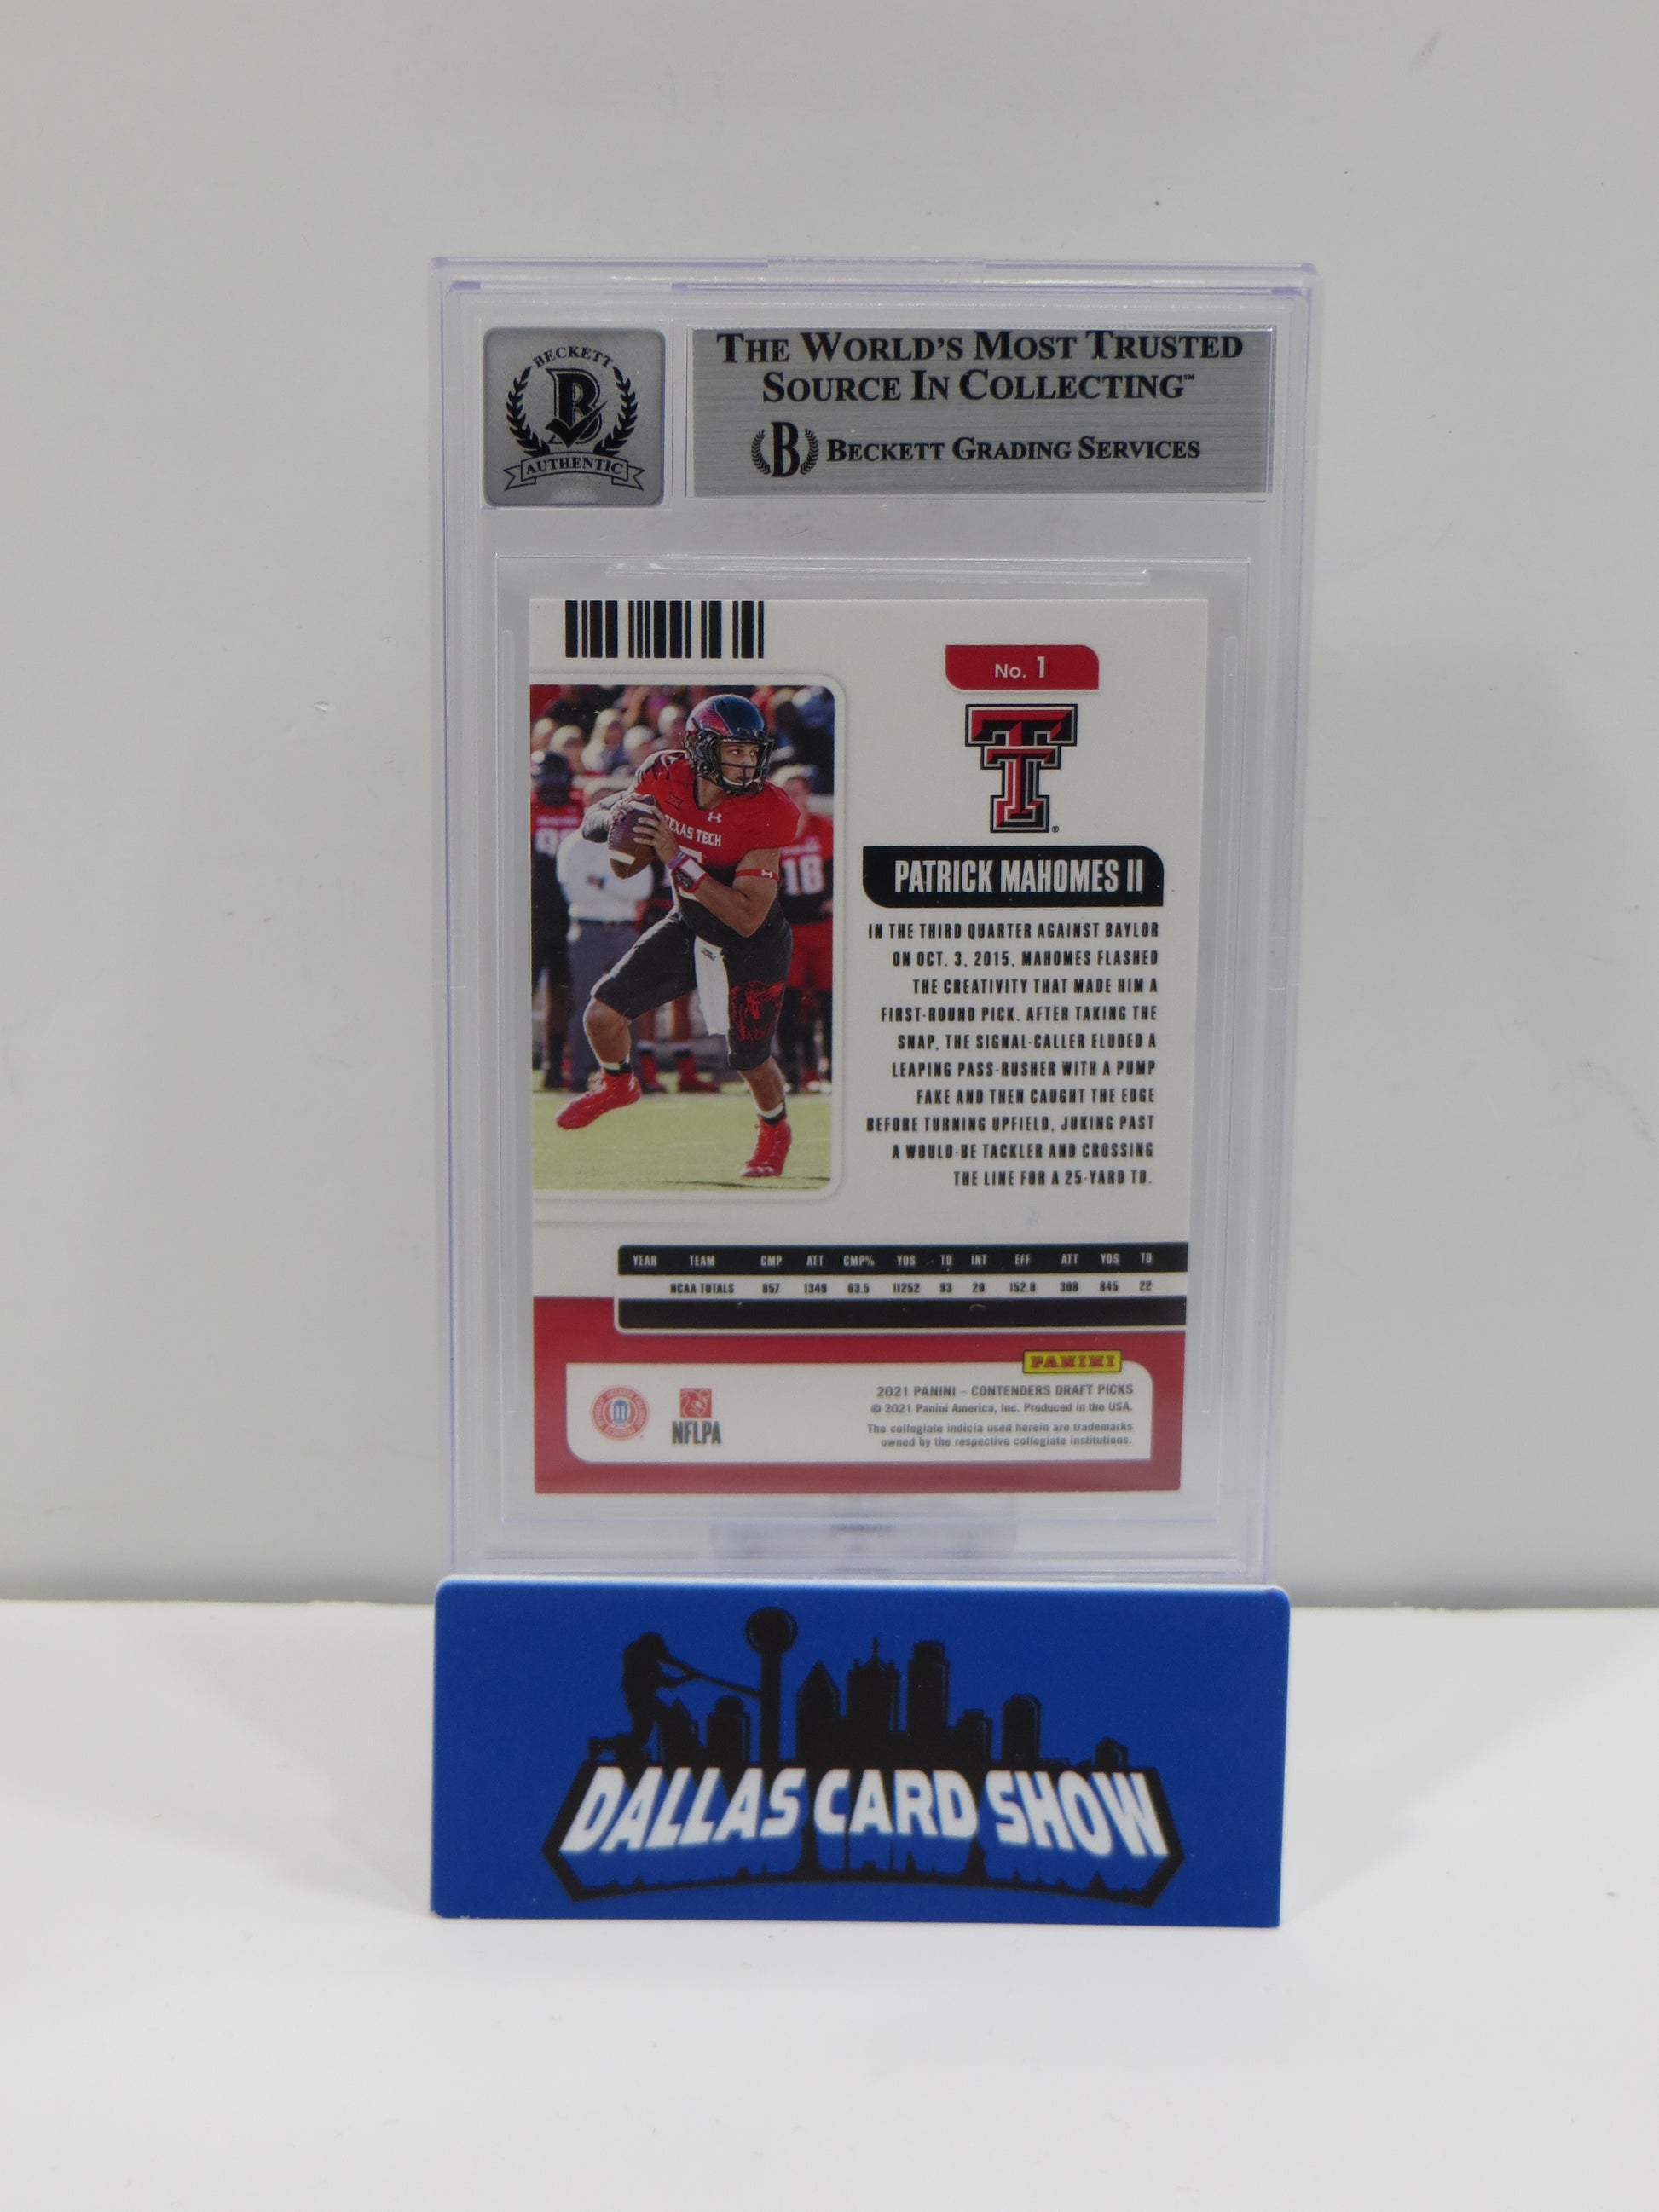 BECKETT
B
AUTHENTIC
THE WORLD'S MOST TRUSTED
SOURCE IN COLLECTING™
B BECKETT GRADING SERVICES
No. 1
TT®
TEXAS TECH
18
PATRICK MAHOMES II
IN THE THIRD QUARTER AGAINST BAYLOR
ON OCT. 3, 2015, MAHOMES FLASHED
THE CREATIVITY THAT MADE HIM A
FIRST-ROUND PICK. AFTER TAKING THE
SNAP, THE SIGNAL-CALLER ELUDED A
LEAPING PASS-RUSHER WITH A PUMP
FAKE AND THEN CAUGHT THE EDGE
BEFORE TURNING UPFIELD, JUKING PAST
A WOULD-BE TACKLER AND CROSSING
THE LINE FOR A 25-YARD TD.
YEAR TEAM CMP ATT CMP% YDS TD INT EFF ATT YDS TD
NCAA TOTALS 857 1349 63.5 11252 93 29 152.0 308 845 22
PANINI
2021 PANINI – CONTENDERS DRAFT PICKS
© 2021 Panini America, Inc. Produced in the USA.
The collegiate indicia used herein are trademarks
owned by the respective collegiate institutions.
NFLPA
DALLAS CARD SHOW